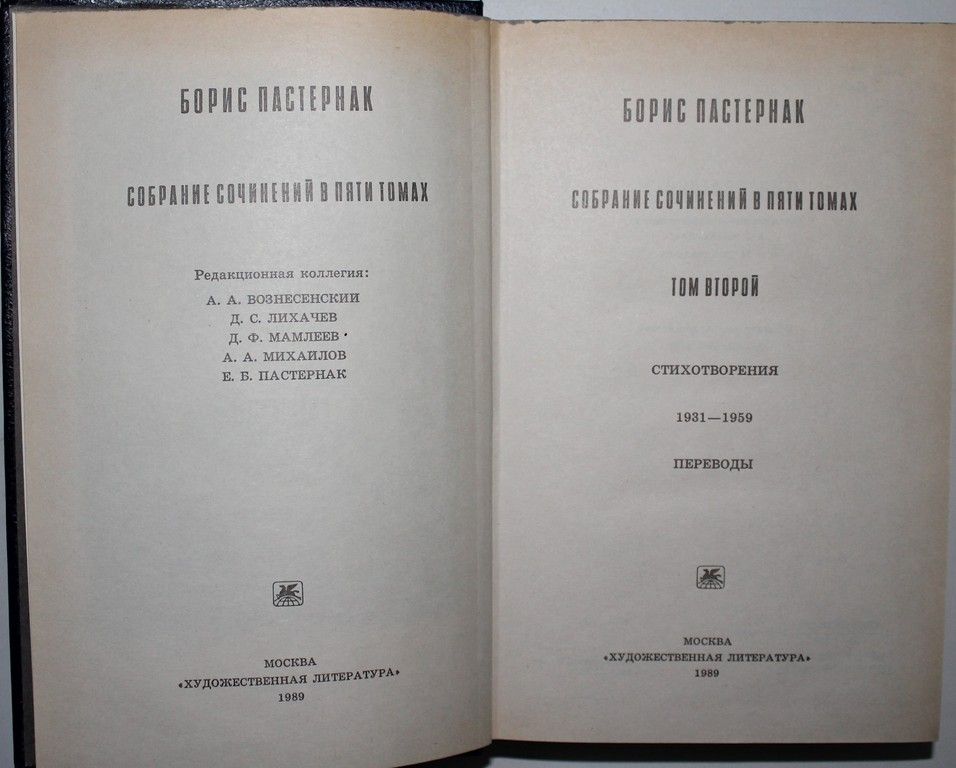 БОРИС ПАСТЕРНАК
СОБРАНИЕ СОЧИНЕНИЙ В ПЯТИ ТОМАХ
Редакционная коллегия:
А. А. ВОЗНЕСЕНСКИЙ
Д. С. ЛИХАЧЕВ
Д. Ф. МАМЛЕЕВ
А. А. МИХАЙЛОВ
Е. Б. ПАСТЕРНАК
МОСКВА
«ХУДОЖЕСТВЕННАЯ ЛИТЕРАТУРА»
1989
БОРИС ПАСТЕРНАК
СОБРАНИЕ СОЧИНЕНИЙ В ПЯТИ ТОМАХ
ТОМ ВТОРОЙ
СТИХОТВОРЕНИЯ
1931—1959
ПЕРЕВОДЫ
МОСКВА
«ХУДОЖЕСТВЕННАЯ ЛИТЕРАТУРА»
1989